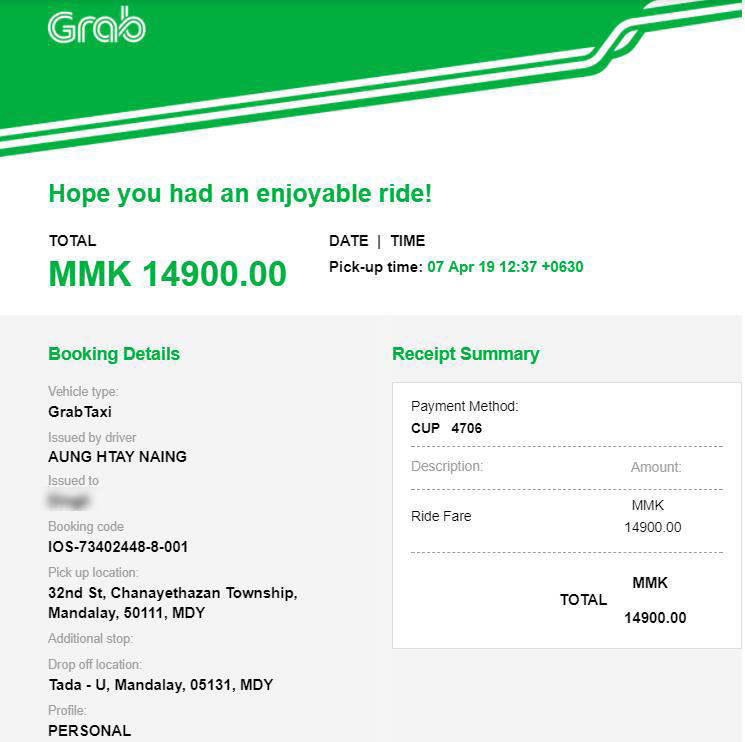 Grab
Hope you had an enjoyable ride!
TOTAL
MMK 14900.00
DATE | TIME
Pick-up time: 07 Apr 19 12:37 +0630
Booking Details
Vehicle type:
GrabTaxi
Issued by driver
AUNG HTAY NAING
Issued to
Booking code
IOS-73402448-8-001
Pick up location:
32nd St, Chanayethazan Township,
Mandalay, 50111, MDY
Additional stop:
Drop off location:
Tada - U, Mandalay, 05131, MDY
Profile:
PERSONAL
Receipt Summary
Payment Method:
CUP 4706
Description: Amount:
Ride Fare
MMK
14900.00
TOTAL
MMK
14900.00